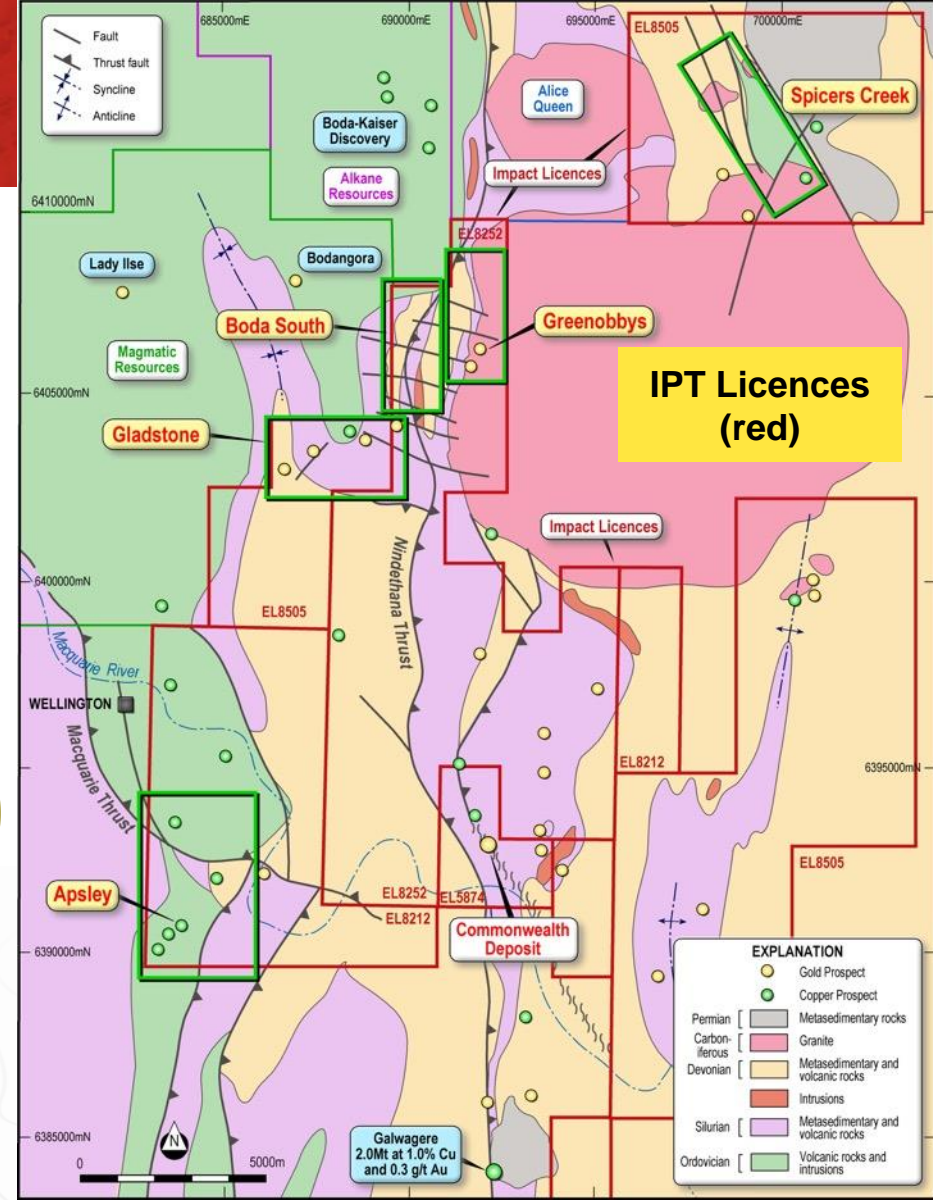 685000mE
690000mE
695000mE
700000mE
Fault
Thrust fault
Syncline
Anticline
EL8505
Alice
Queen
Spicers Creek
Boda-Kaiser
Discovery
Alkane
Resources
Impact Licences
6410000mN
EL8252
Lady Ilse
Bodangora
Boda South
Greenobbys
Magmatic
Resources
IPT Licences
(red)
6405000mN
Gladstone
Impact Licences
Nindethana Thrust
6400000mN
EL8505
Macquarie River
WELLINGTON
Macquarie Thrust
EL8212
6395000mN
EL8505
Apsley
EL8252
EL5874
EL8212
Commonwealth
Deposit
6390000mN
EXPLANATION
Gold Prospect
Copper Prospect
Permian
Metasedimentary rocks
Carbon-
iferous
Granite
Devonian
Metasedimentary and
volcanic rocks
Intrusions
Silurian
Metasedimentary and
volcanic rocks
Ordovician
Volcanic rocks and
intrusions
6385000mN
N
0
5000m
Galwagere
2.0Mt at 1.0% Cu
and 0.3 g/t Au